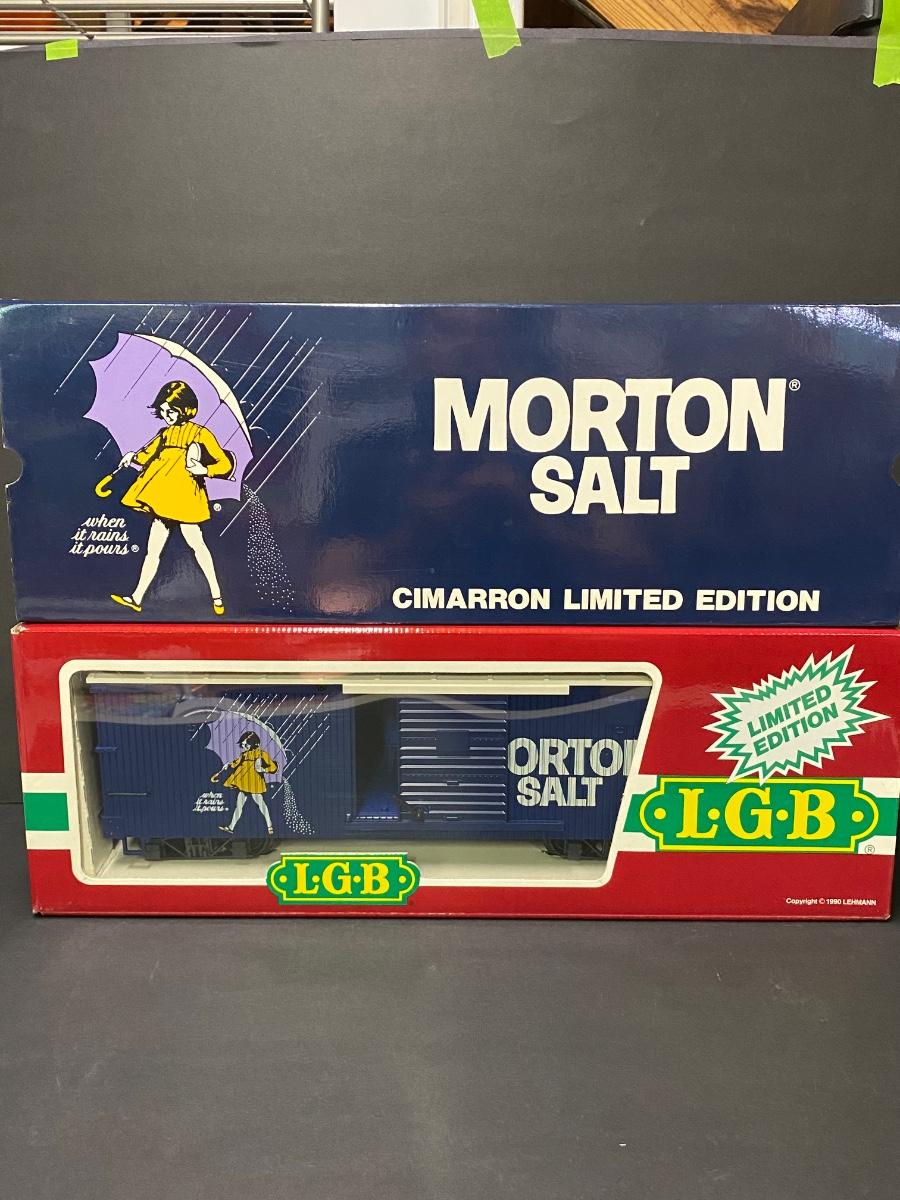 MORTON®
SALT
when
it rains
it pours®
®
CIMARRON LIMITED EDITION
LIMITED
EDITION
ORTO
SALT
when
it rains
it pours
L·G·B
®
L·G·B
Copyright © 1990 LEHMANN